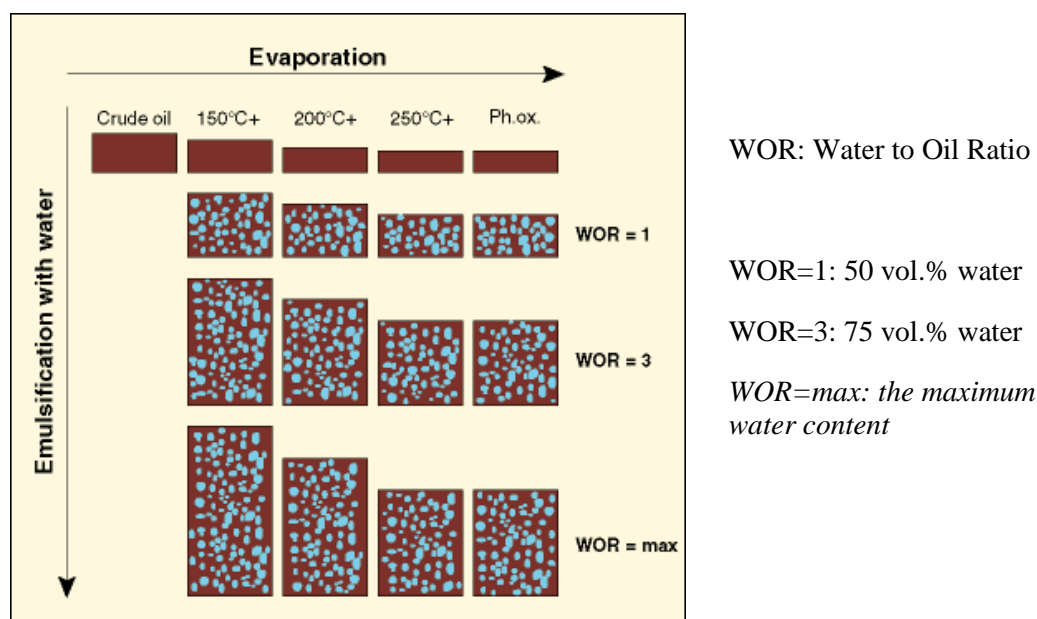 Evaporation
Crude oil 150°C+ 200°C+ 250°C+ Ph.ox.
Emulsification with water
WOR = 1
WOR = 3
WOR = max
WOR: Water to Oil Ratio
WOR=1: 50 vol.% water
WOR=3: 75 vol.% water
WOR=max: the maximum
water content